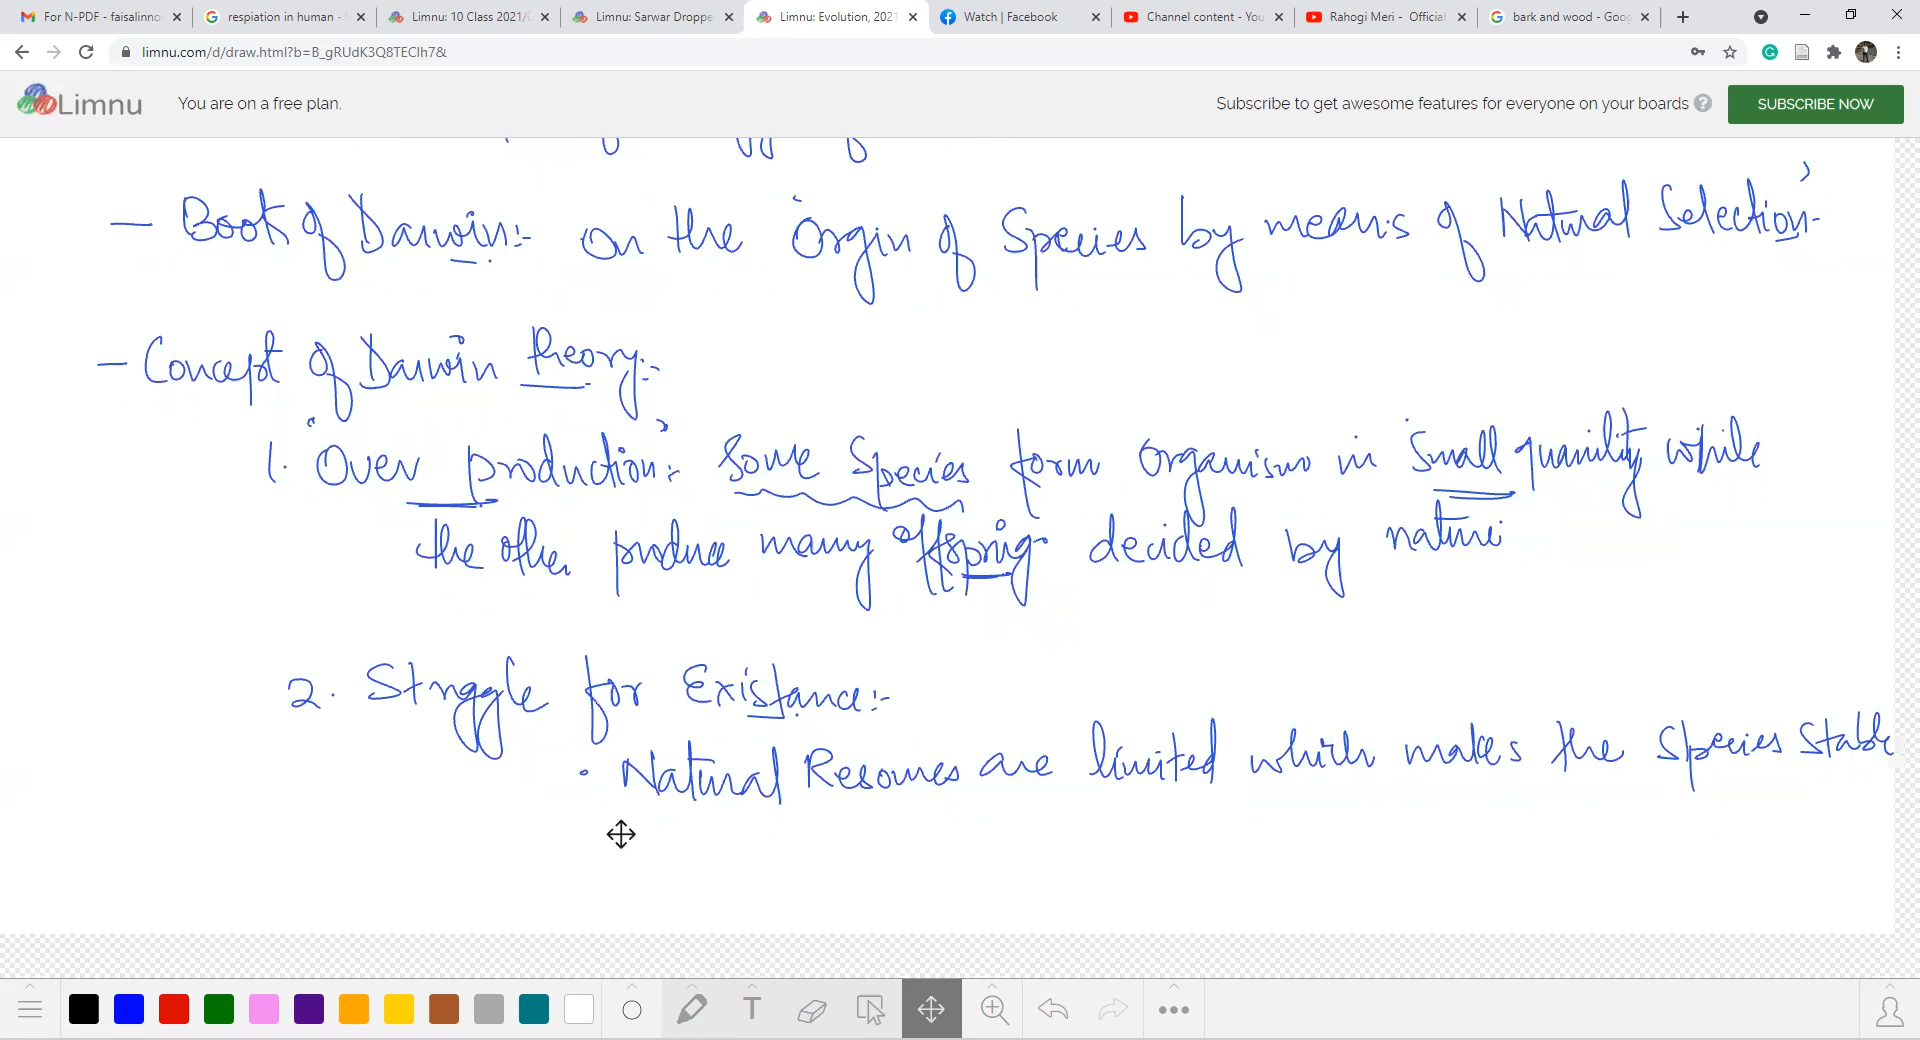 For N-PDF - faisalinno
respiation in human -
Limnu: 10 Class 2021/
Limnu: Sarwar Droppe
Limnu: Evolution, 2021
Watch | Facebook
Channel content - You
Rahogi Meri - Official
bark and wood - Goog
limnu.com/d/draw.html?b=B_gRUdK3Q8TEClh7&
Limnu
You are on a free plan.
Subscribe to get awesome features for everyone on your boards ?
SUBSCRIBE NOW
— Book of Darwin:- on the "Orgin of Species by means of Natural Selection"
— Concept of Darwin theory:-
1. "Over production": Some Species form Organism in Small quanility while
the other produce many offspring. decided by nature
2. Struggle for Existance:-
• Natural Resources are limited which makes the Species Stable
T